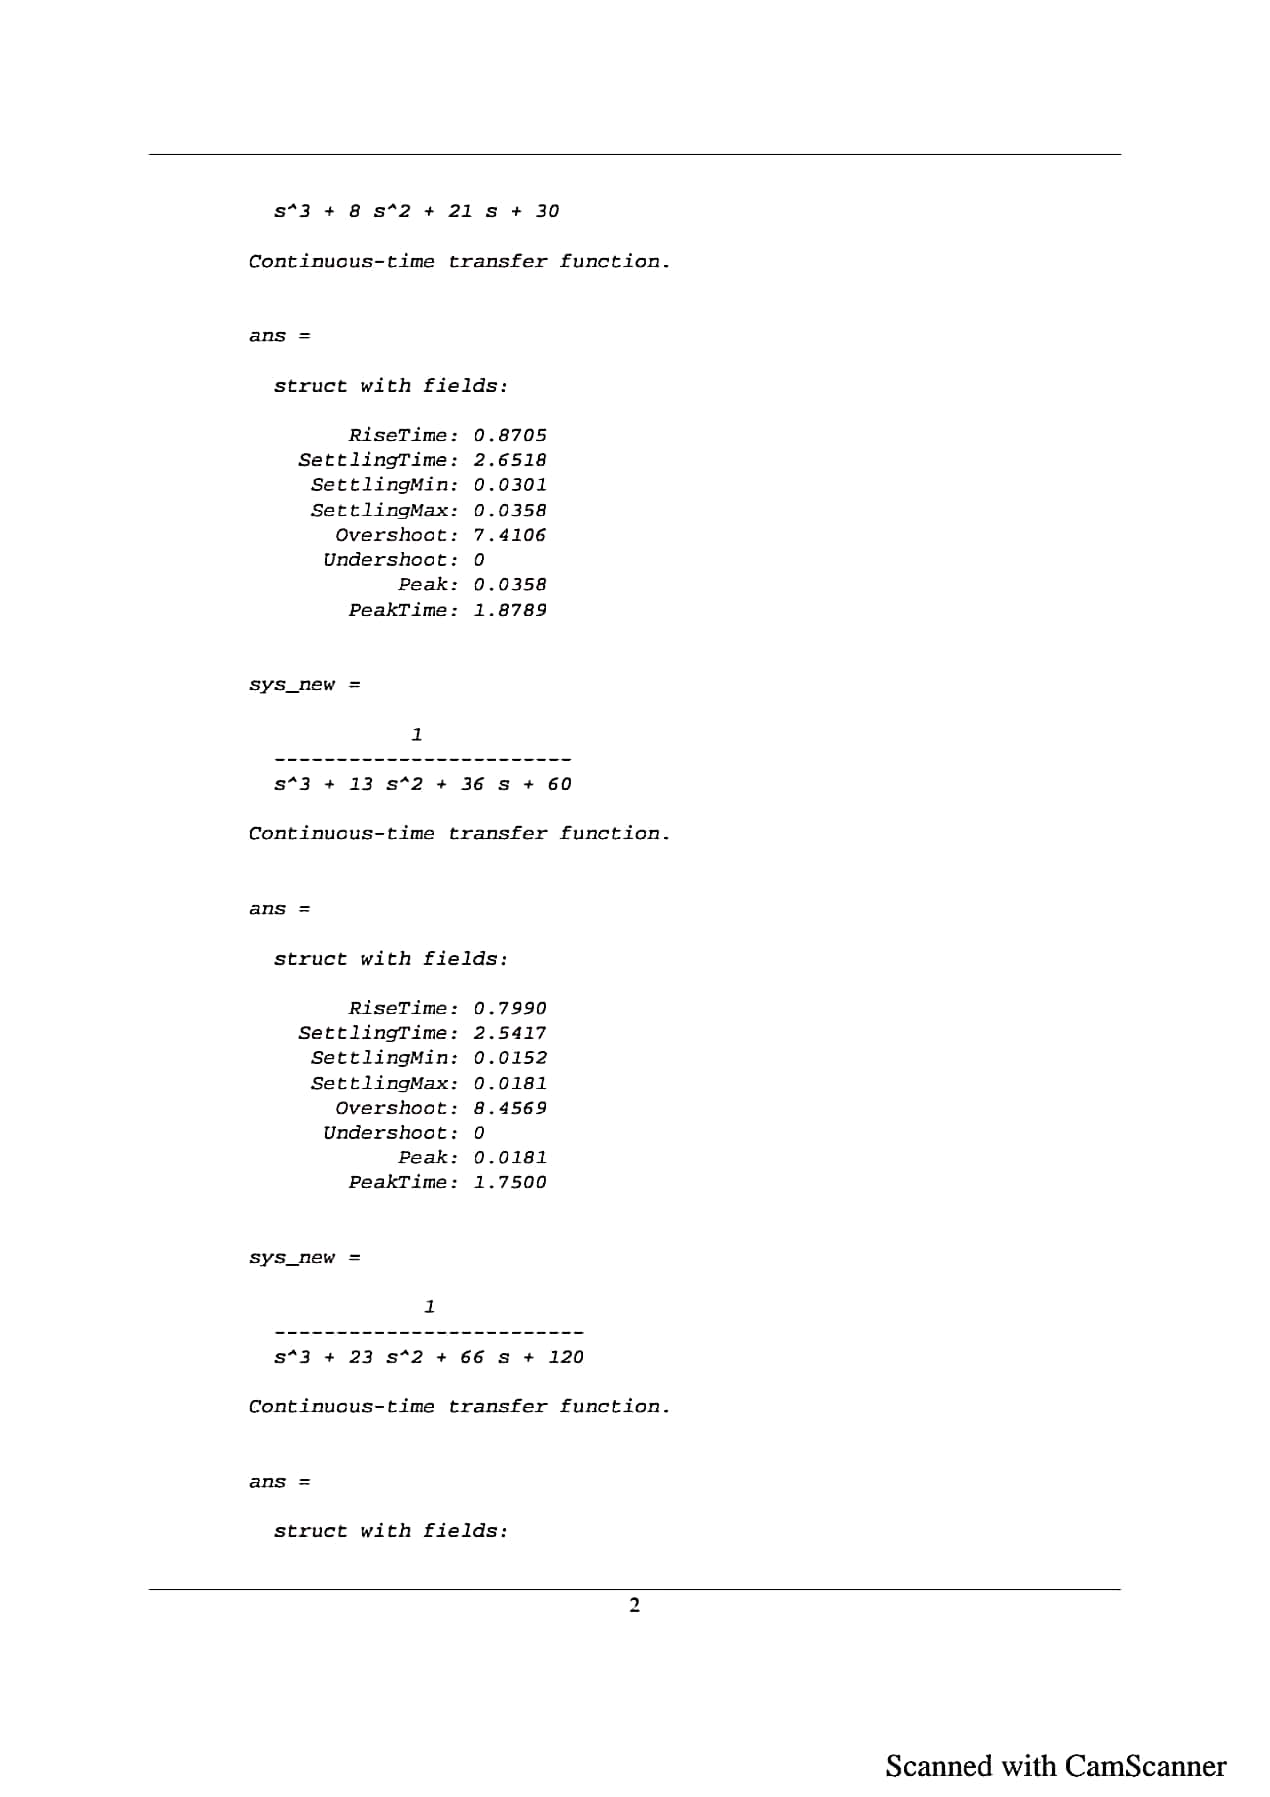 s^3 + 8 s^2 + 21 s + 30
Continuous-time transfer function.
ans =
struct with fields:
RiseTime: 0.8705
SettlingTime: 2.6518
SettlingMin: 0.0301
SettlingMax: 0.0358
Overshoot: 7.4106
Undershoot: 0
Peak: 0.0358
PeakTime: 1.8789
sys_new =
1
------------------------
s^3 + 13 s^2 + 36 s + 60
Continuous-time transfer function.
ans =
struct with fields:
RiseTime: 0.7990
SettlingTime: 2.5417
SettlingMin: 0.0152
SettlingMax: 0.0181
Overshoot: 8.4569
Undershoot: 0
Peak: 0.0181
PeakTime: 1.7500
sys_new =
1
-------------------------
s^3 + 23 s^2 + 66 s + 120
Continuous-time transfer function.
ans =
struct with fields:
2
Scanned with CamScanner